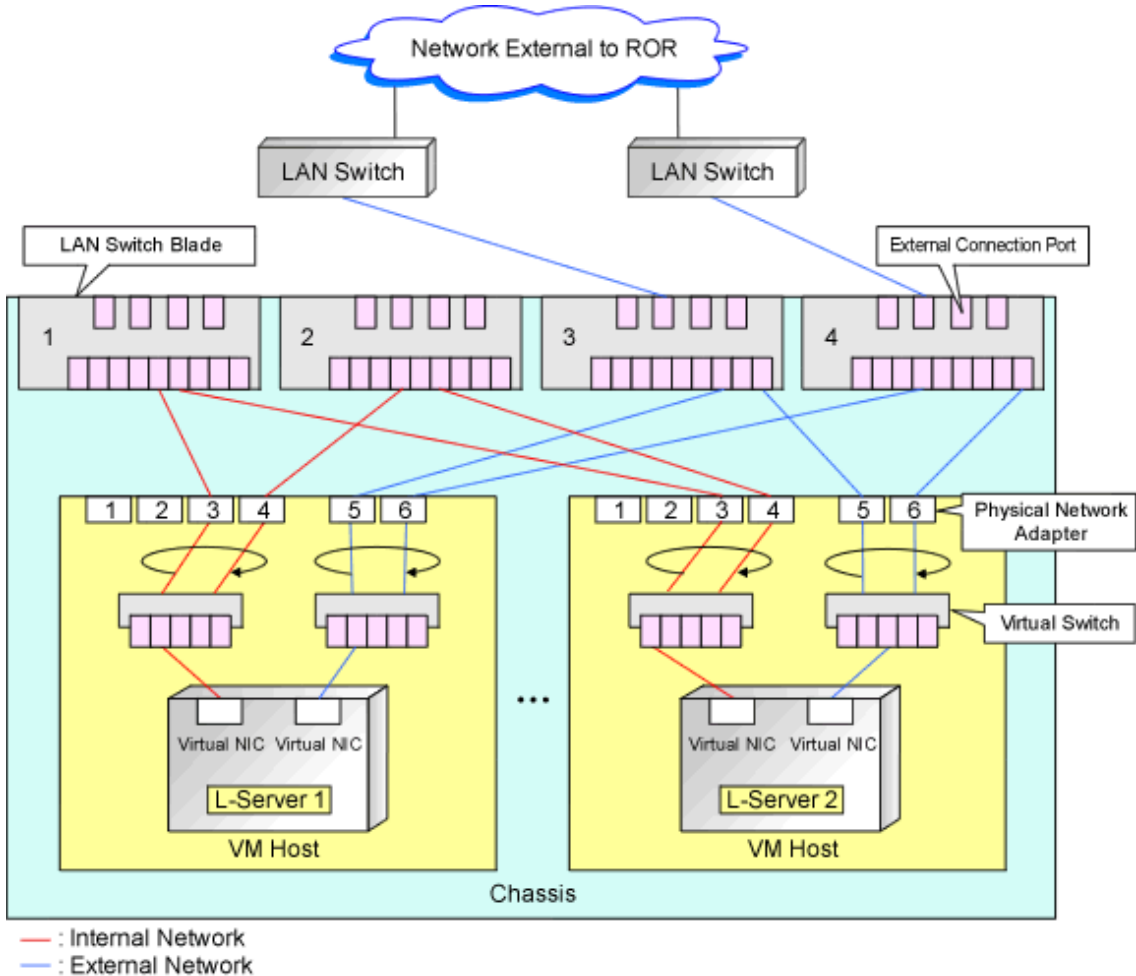 Network External to ROR
LAN Switch
LAN Switch
LAN Switch Blade
External Connection Port
1
2
3
4
1 2 3 4 5 6
1 2 3 4 5 6
Physical Network
Adapter
Virtual Switch
...
Virtual NIC Virtual NIC
Virtual NIC Virtual NIC
L-Server 1
L-Server 2
VM Host
VM Host
Chassis
: Internal Network
: External Network